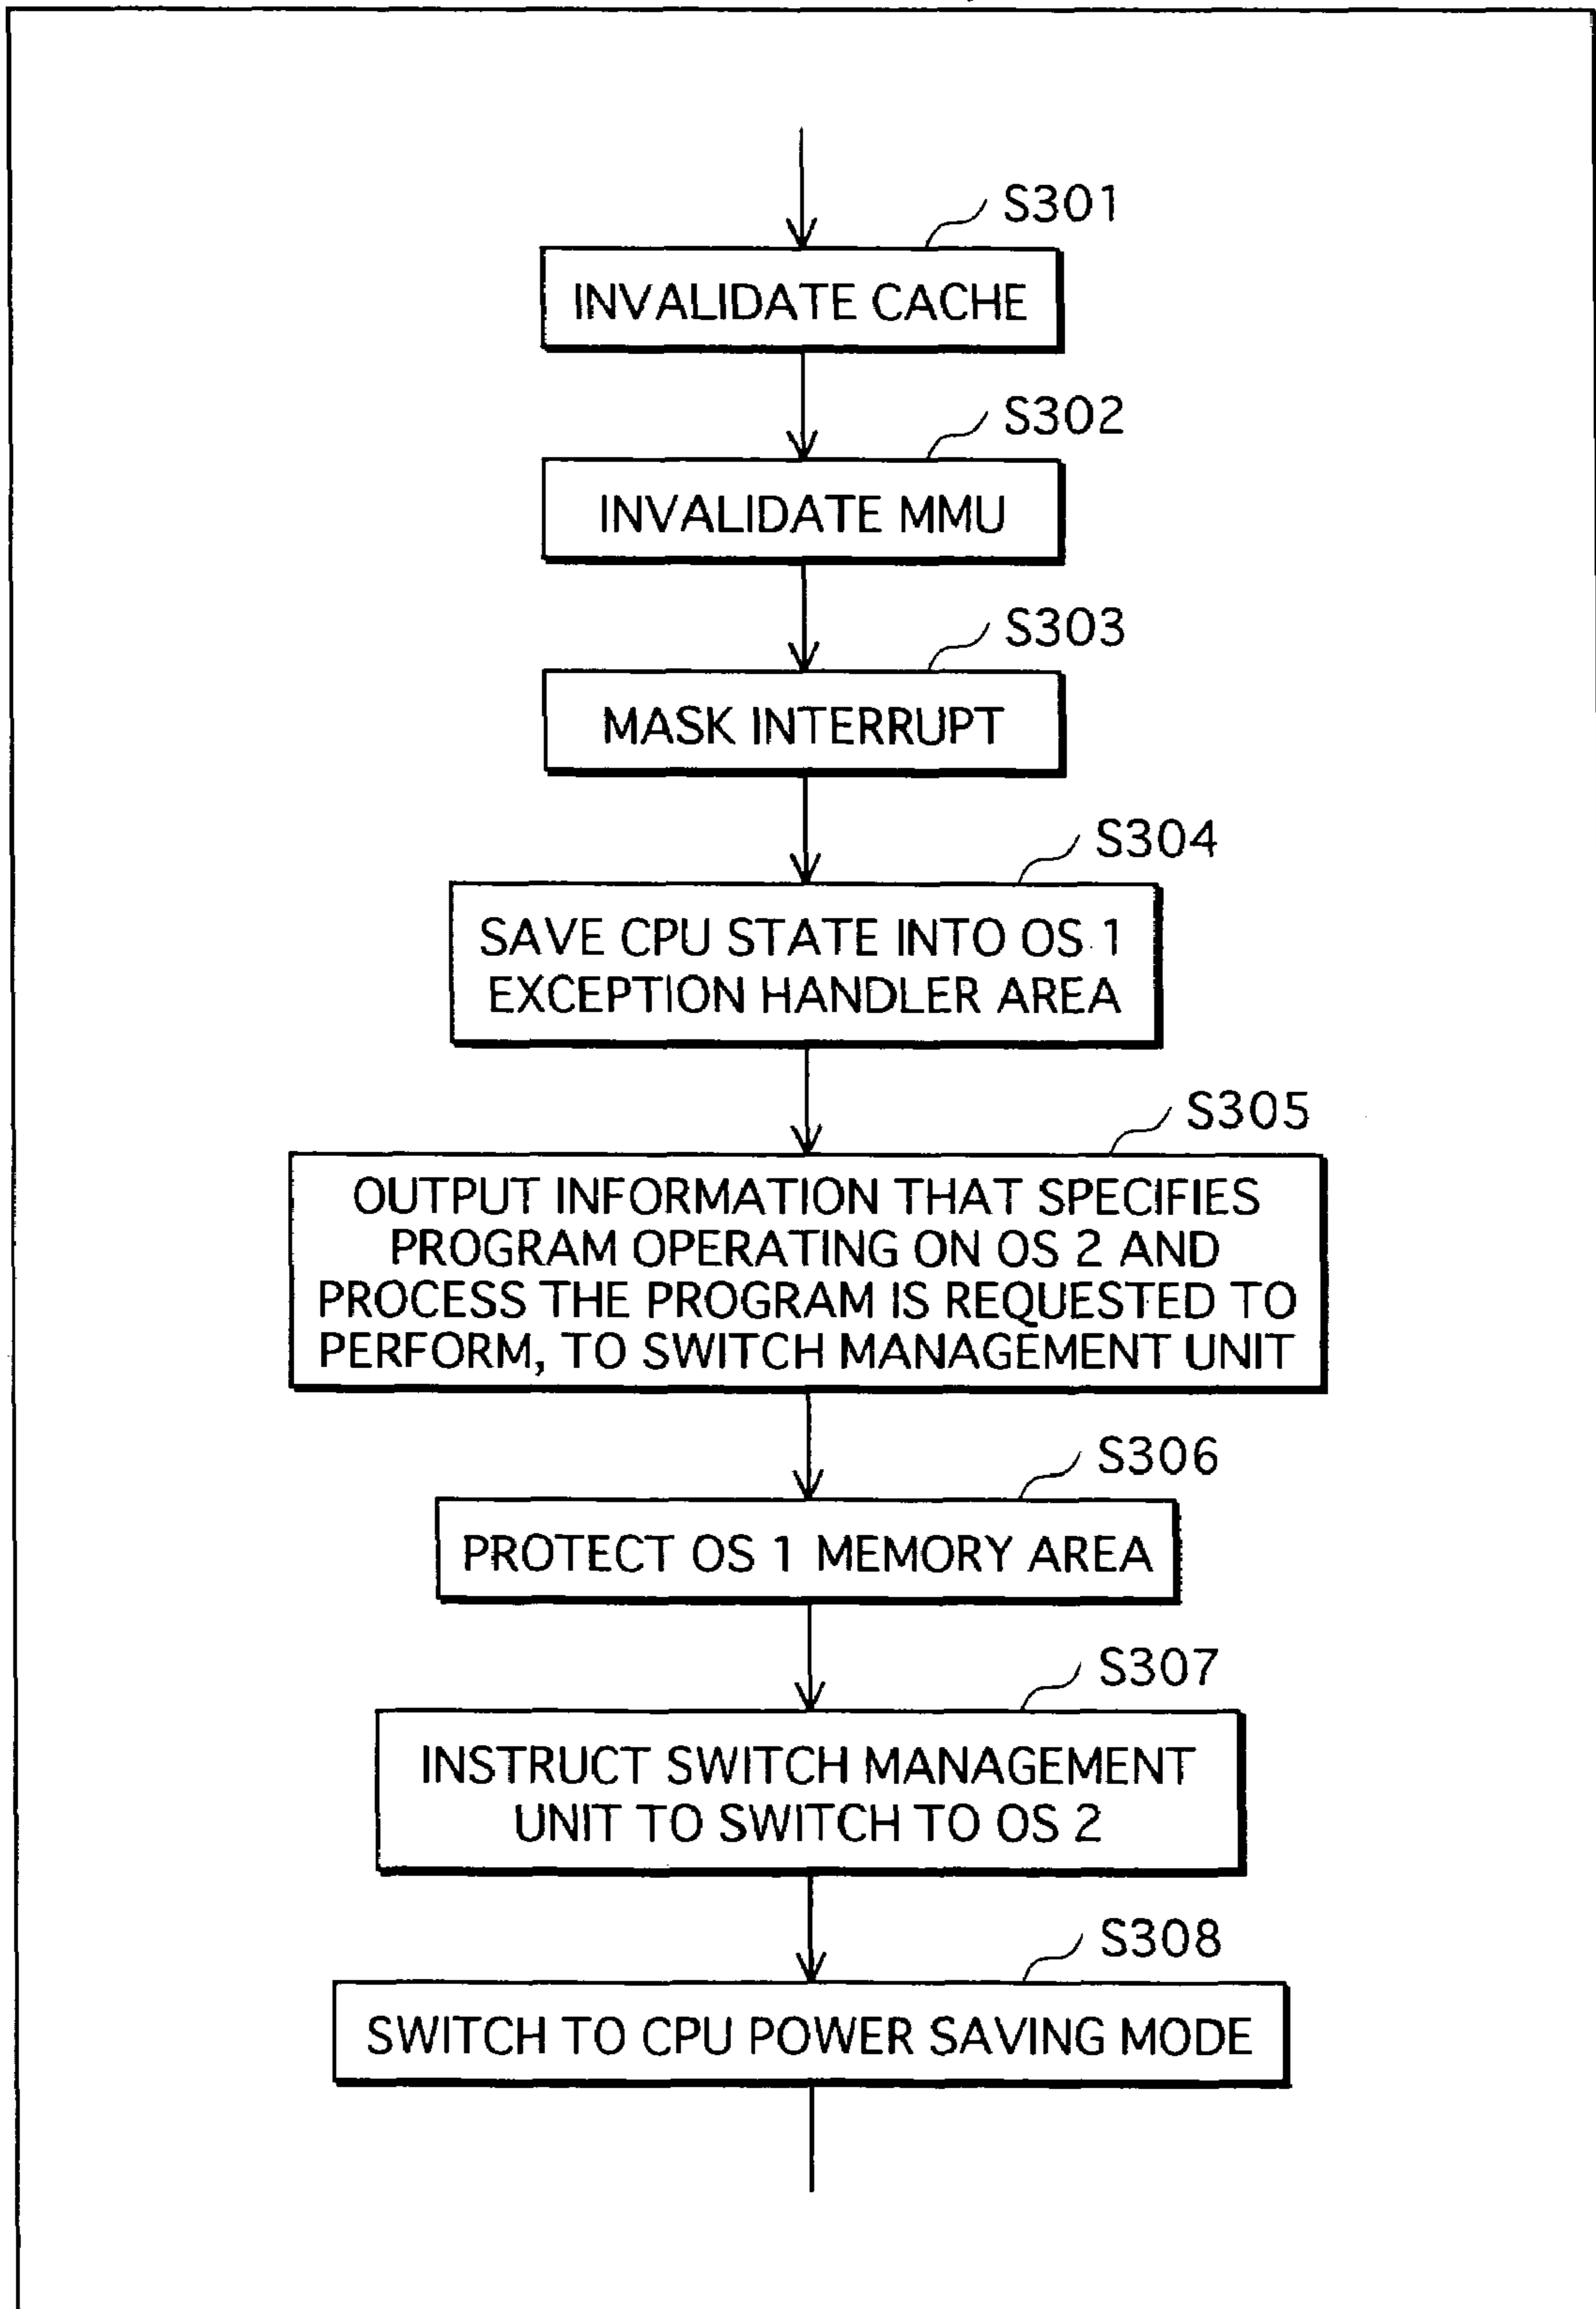 S301
INVALIDATE CACHE
S302
INVALIDATE MMU
S303
MASK INTERRUPT
S304
SAVE CPU STATE INTO OS 1
EXCEPTION HANDLER AREA
S305
OUTPUT INFORMATION THAT SPECIFIES
PROGRAM OPERATING ON OS 2 AND
PROCESS THE PROGRAM IS REQUESTED TO
PERFORM, TO SWITCH MANAGEMENT UNIT
S306
PROTECT OS 1 MEMORY AREA
S307
INSTRUCT SWITCH MANAGEMENT
UNIT TO SWITCH TO OS 2
S308
SWITCH TO CPU POWER SAVING MODE